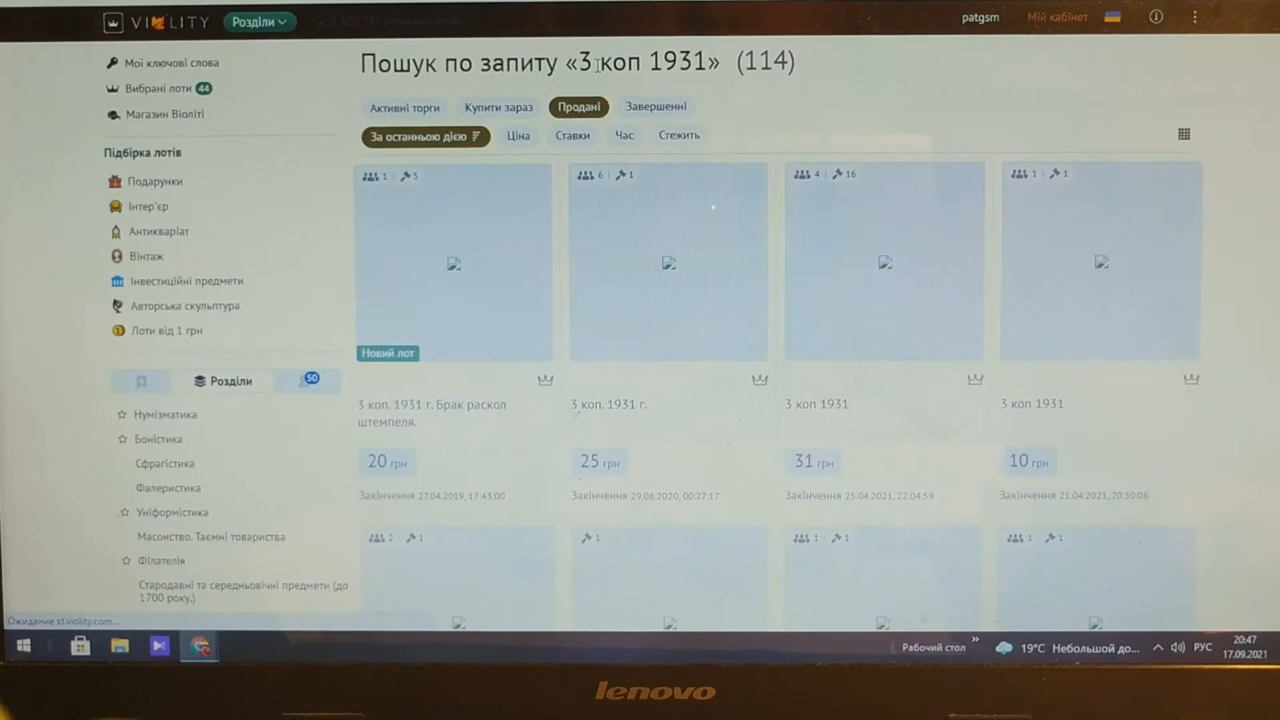 VIOLITY
Розділи
patgsm
Мій кабінет
Мої ключові слова
Вибрані лоти 44
Магазин Віоліті
Підбірка лотів
Подарунки
Інтер'єр
Антикваріат
Вінтаж
Інвестиційні предмети
Авторська скульптура
Лоти від 1 грн
Розділи
50
Нумізматика
Боністика
Сфрагістика
Фалеристика
Уніформістика
Масонство. Таємні товариства
Філателія
Стародавні та середньовічні предмети (до
1700 року.)
Пошук по запиту «3 коп 1931» (114)
Активні торги Купити зараз Продані Завершенні
За останньою дією Ціна Ставки Час Стежить
1 | 5
6 | 1
4 | 16
1 | 1
Новий лот
3 коп. 1931 г. Брак раскол
штемпеля.
3 коп. 1931 г.
3 коп 1931
3 коп 1931
20 грн
25 грн
31 грн
10 грн
Закінчення 27.04.2019, 17:43:00
Закінчення 29.06.2020, 00:27:17
Закінчення 25.04.2021, 22:04:59
Закінчення 21.04.2021, 20:50:06
2 | 1
1
1 | 1
1 | 1
Ожидание st.violity.com...
Рабочий стол
19°C Небольшой до...
РУС
20:47
17.09.2021
lenovo